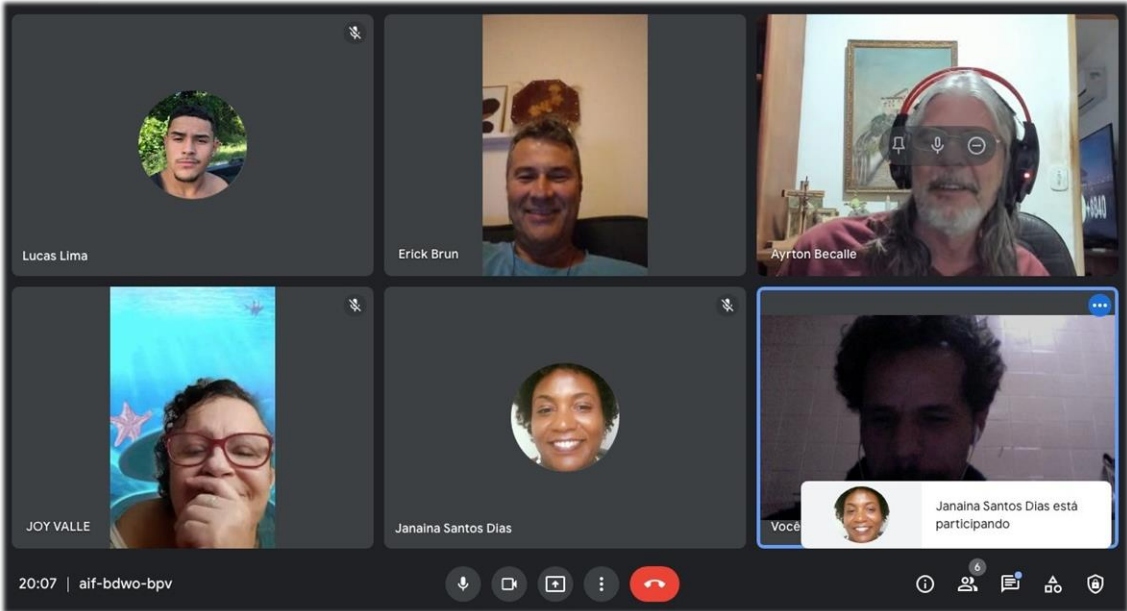 Lucas Lima
Erick Brun
Ayrton Becalle
JOY VALLE
Janaina Santos Dias
Você
Janaina Santos Dias está
participando
20:07 | aif-bdwo-bpv
6